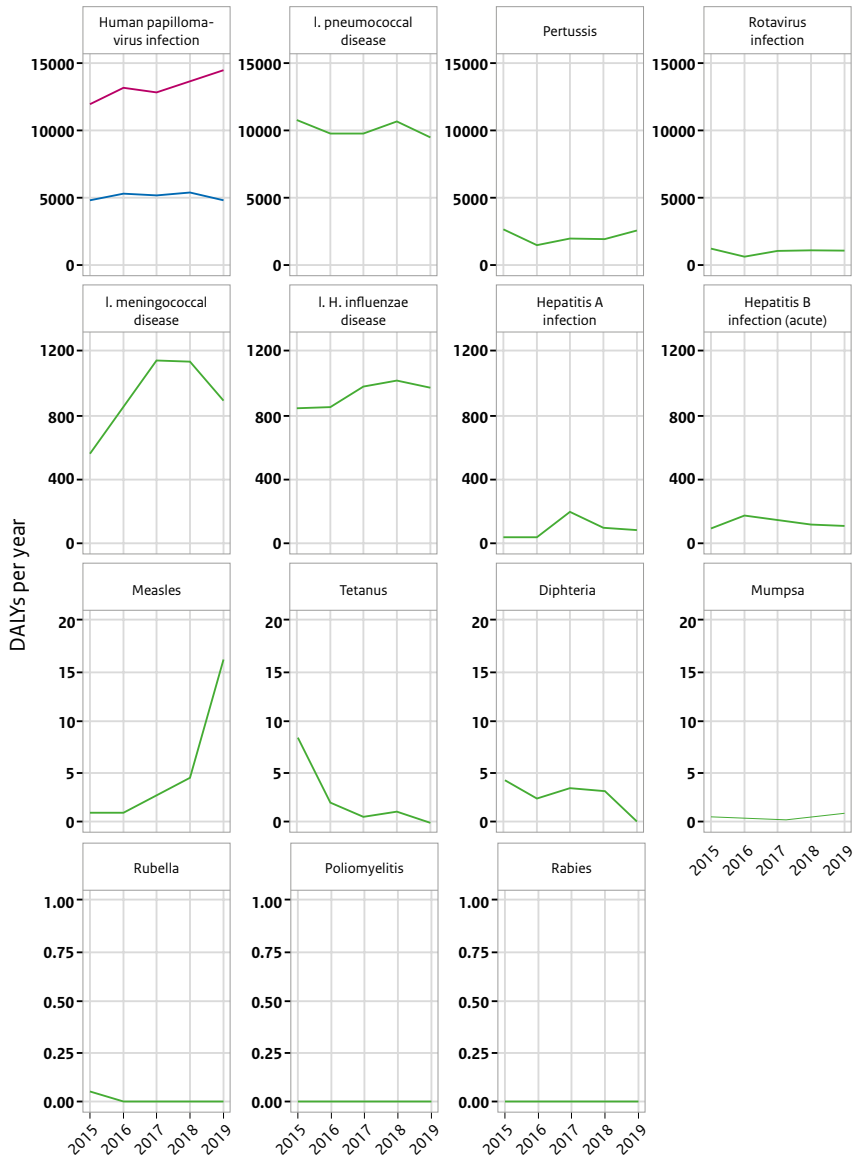 Human papilloma-
virus infection
I. pneumococcal
disease
Pertussis
Rotavirus
infection
15000
10000
5000
0
15000
10000
5000
0
15000
10000
5000
0
15000
10000
5000
0
I. meningococcal
disease
I. H. influenzae
disease
Hepatitis A
infection
Hepatitis B
infection (acute)
1200
800
400
0
1200
800
400
0
1200
800
400
0
1200
800
400
0
DALYs per year
Measles
Tetanus
Diphteria
Mumpsa
20
15
10
5
0
20
15
10
5
0
20
15
10
5
0
20
15
10
5
0
2015 2016 2017 2018 2019
Rubella
Poliomyelitis
Rabies
1.00
0.75
0.50
0.25
0.00
1.00
0.75
0.50
0.25
0.00
1.00
0.75
0.50
0.25
0.00
2015 2016 2017 2018 2019
2015 2016 2017 2018 2019
2015 2016 2017 2018 2019